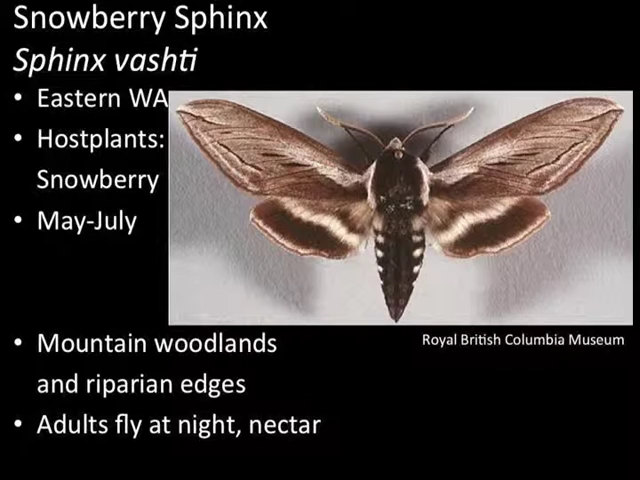 Snowberry Sphinx
Sphinx vashti
• Eastern WA
• Hostplants:
Snowberry
• May-July
• Mountain woodlands
and riparian edges
• Adults fly at night, nectar
Royal British Columbia Museum